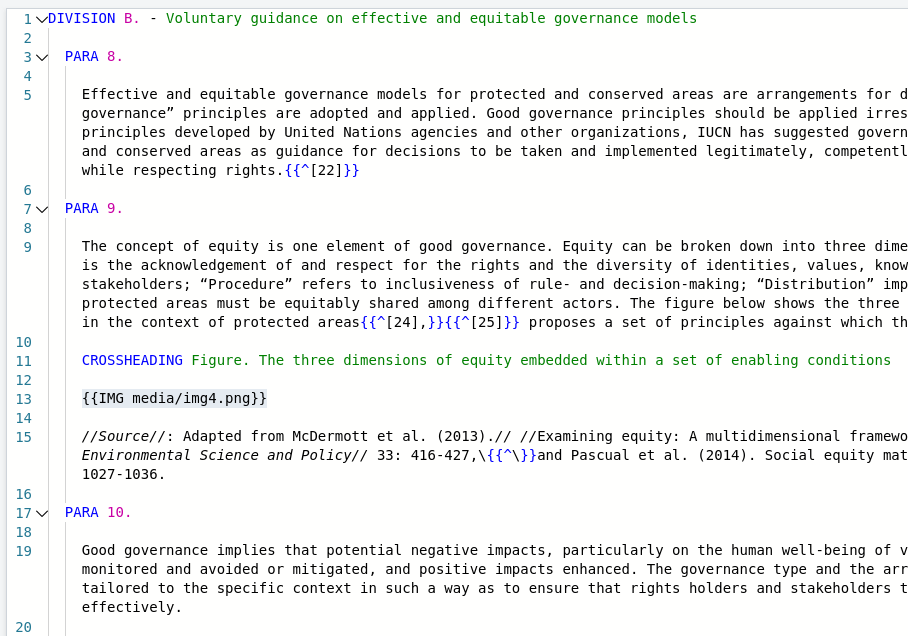 1 DIVISION B. - Voluntary guidance on effective and equitable governance models
2
3 PARA 8.
4
5 Effective and equitable governance models for protected and conserved areas are arrangements for d
governance” principles are adopted and applied. Good governance principles should be applied irres
principles developed by United Nations agencies and other organizations, IUCN has suggested govern
and conserved areas as guidance for decisions to be taken and implemented legitimately, competentl
while respecting rights.{{^[22]}}
6
7 PARA 9.
8
9 The concept of equity is one element of good governance. Equity can be broken down into three dime
is the acknowledgement of and respect for the rights and the diversity of identities, values, know
stakeholders; “Procedure” refers to inclusiveness of rule- and decision-making; “Distribution” imp
protected areas must be equitably shared among different actors. The figure below shows the three
in the context of protected areas{{^[24],}}{{^[25]}} proposes a set of principles against which th
10
11 CROSSHEADING Figure. The three dimensions of equity embedded within a set of enabling conditions
12
13 {{IMG media/img4.png}}
14
15 //Source//: Adapted from McDermott et al. (2013).// //Examining equity: A multidimensional framewo
Environmental Science and Policy// 33: 416-427,\{{^\}}and Pascual et al. (2014). Social equity mat
1027-1036.
16
17 PARA 10.
18
19 Good governance implies that potential negative impacts, particularly on the human well-being of v
monitored and avoided or mitigated, and positive impacts enhanced. The governance type and the arr
tailored to the specific context in such a way as to ensure that rights holders and stakeholders t
effectively.
20